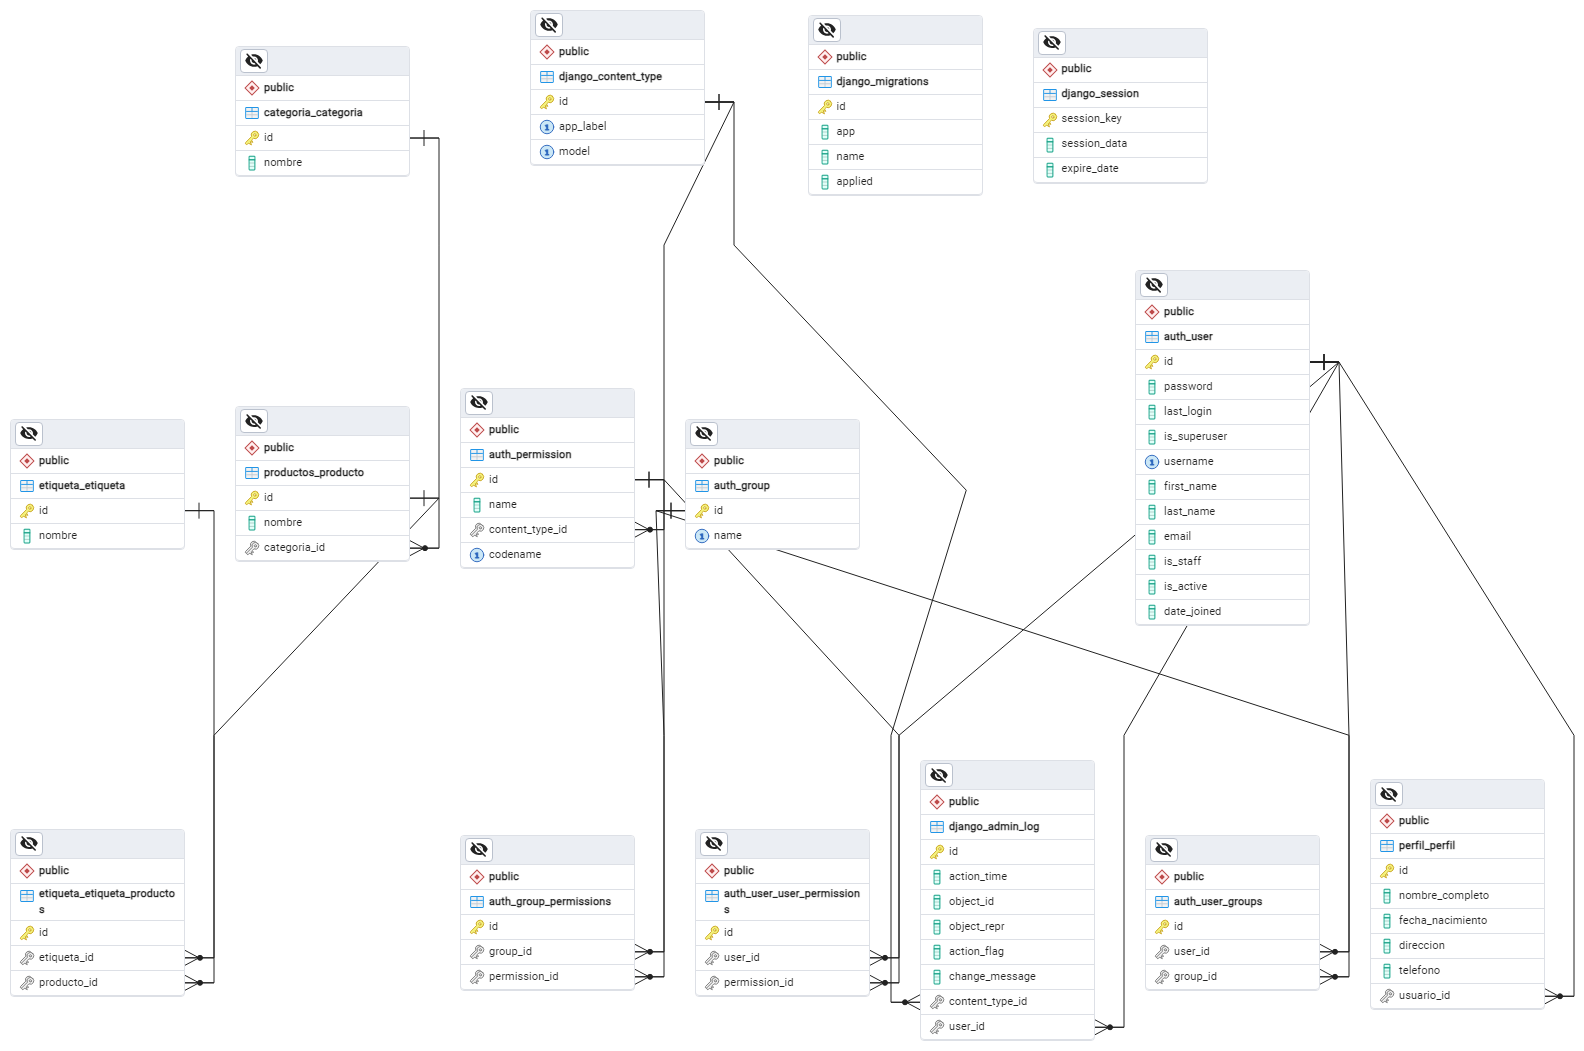 public
categoria_categoria
id
nombre
public
django_content_type
id
app_label
model
public
django_migrations
id
app
name
applied
public
django_session
session_key
session_data
expire_date
public
auth_user
id
password
last_login
is_superuser
username
first_name
last_name
email
is_staff
is_active
date_joined
public
etiqueta_etiqueta
id
nombre
public
productos_producto
id
nombre
categoria_id
public
auth_permission
id
name
content_type_id
codename
public
auth_group
id
name
public
etiqueta_etiqueta_producto
s
id
etiqueta_id
producto_id
public
auth_group_permissions
id
group_id
permission_id
public
auth_user_user_permission
s
id
user_id
permission_id
public
django_admin_log
id
action_time
object_id
object_repr
action_flag
change_message
content_type_id
user_id
public
auth_user_groups
id
user_id
group_id
public
perfil_perfil
id
nombre_completo
fecha_nacimiento
direccion
telefono
usuario_id